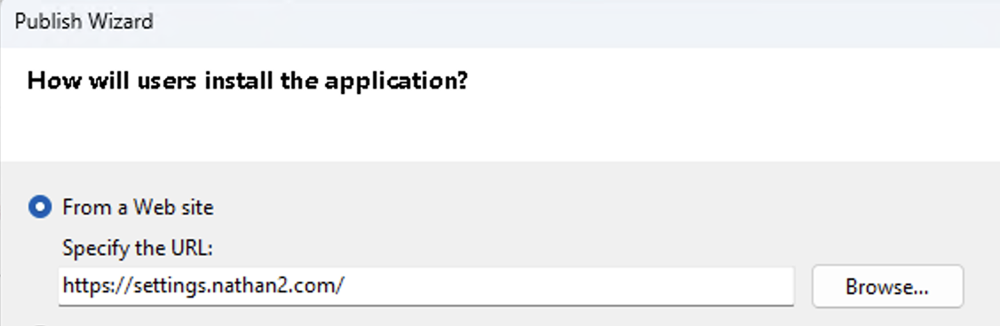 Publish Wizard
How will users install the application?
From a Web site
Specify the URL:
https://settings.nathan2.com/
Browse...